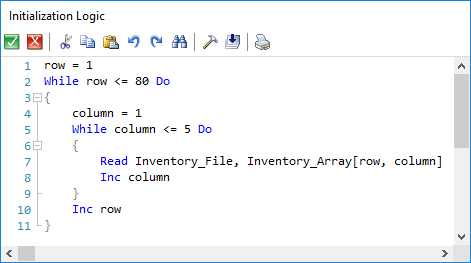 Initialization Logic
1 row = 1
2 While row <= 80 Do
3 {
4 column = 1
5 While column <= 5 Do
6 {
7 Read Inventory_File, Inventory_Array[row, column]
8 Inc column
9 }
10 Inc row
11 }